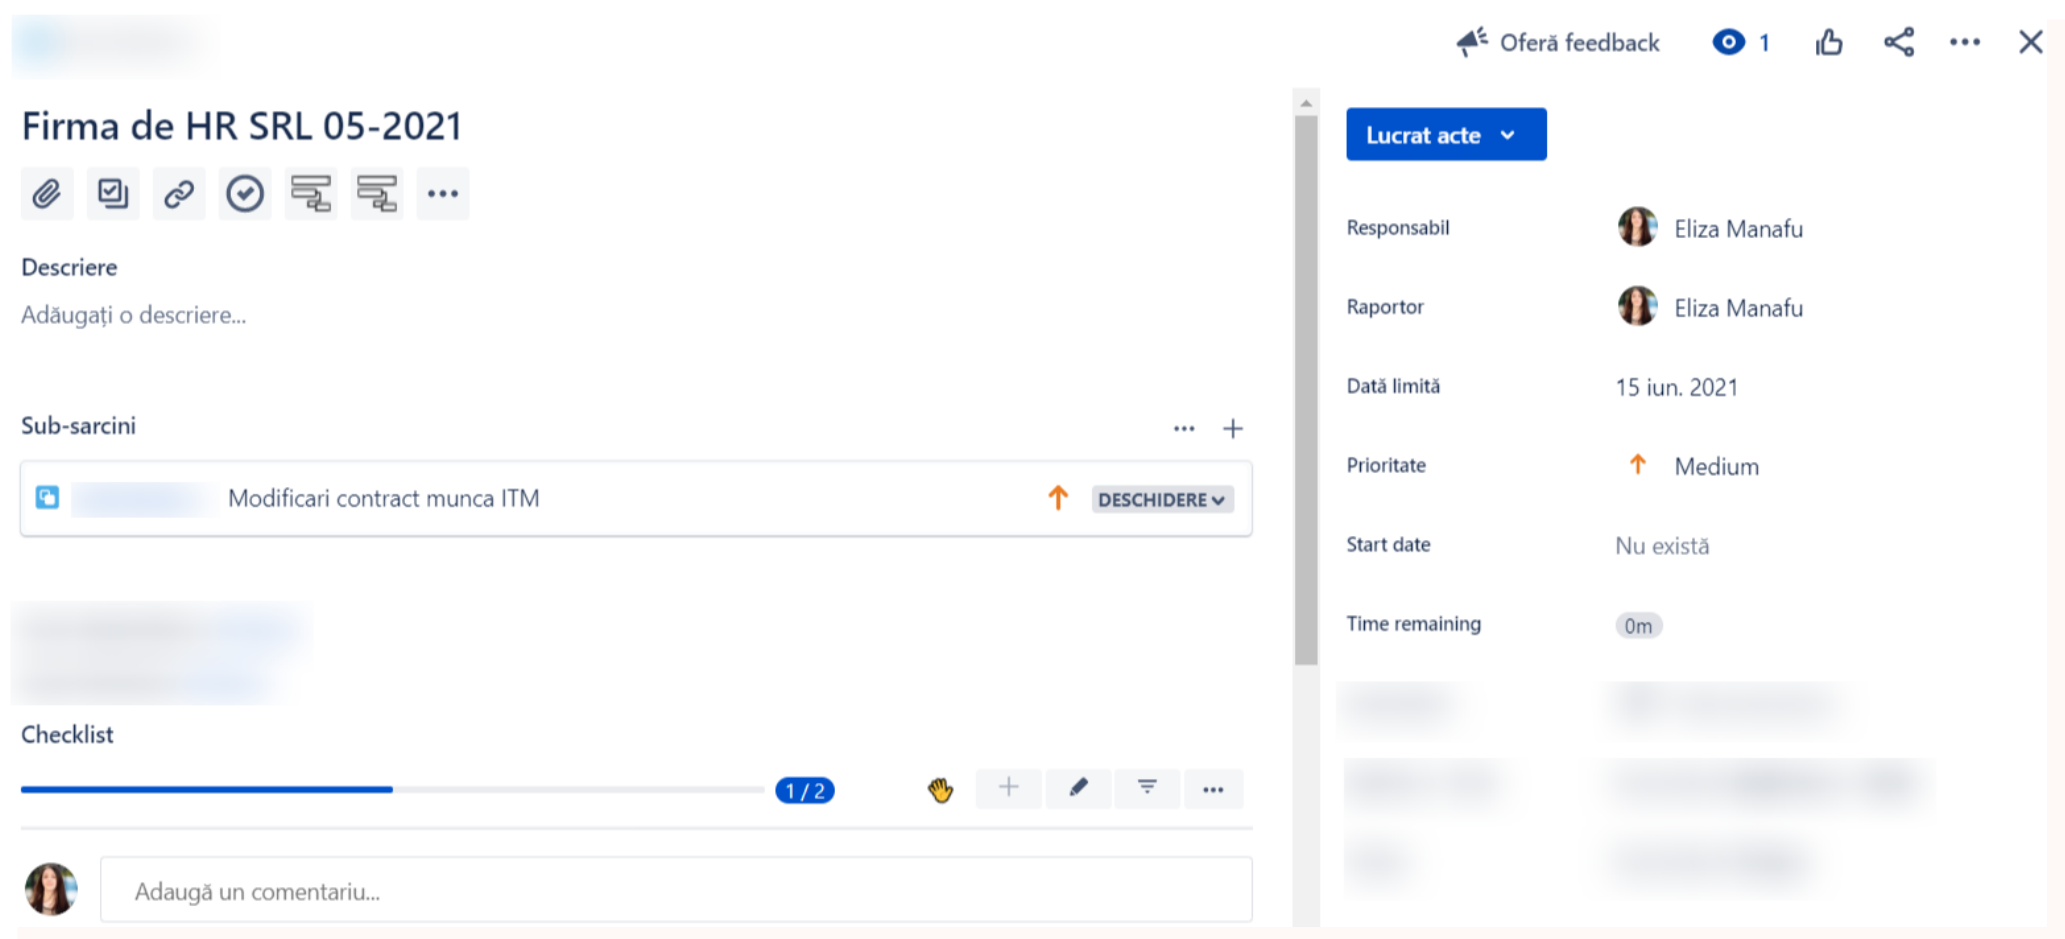 Oferă feedback 1
Firma de HR SRL 05-2021
Descriere
Adăugați o descriere...
Sub-sarcini
Modificari contract munca ITM DESCHIDERE
Checklist
1 / 2
Adaugă un comentariu...
Lucrat acte
Responsabil Eliza Manafu
Raportor Eliza Manafu
Dată limită 15 iun. 2021
Prioritate Medium
Start date Nu există
Time remaining 0m